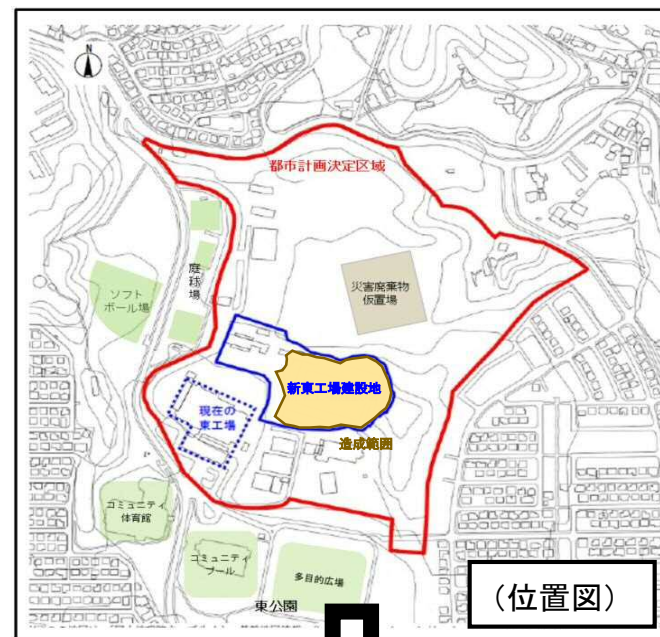 N
都市計画決定区域
庭球場
ソフト
ボール場
災害廃棄物
仮置場
新東工場建設地
現在の
東工場
造成範囲
コミュニティ
体育館
コミュニティ
プール
多目的広場
東公園
（位置図）